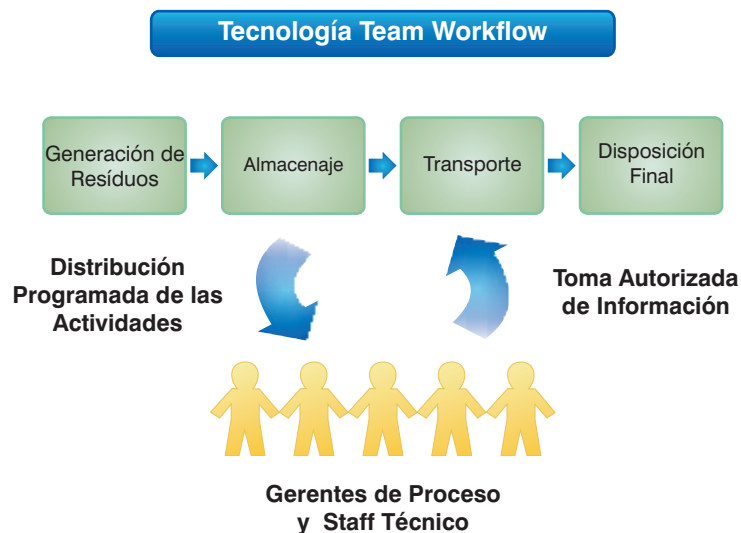 Tecnología Team Workflow
Generación de
Resíduos
Almacenaje
Transporte
Disposición
Final
Distribución
Programada de las
Actividades
Toma Autorizada
de Información
Gerentes de Proceso
y Staff Técnico